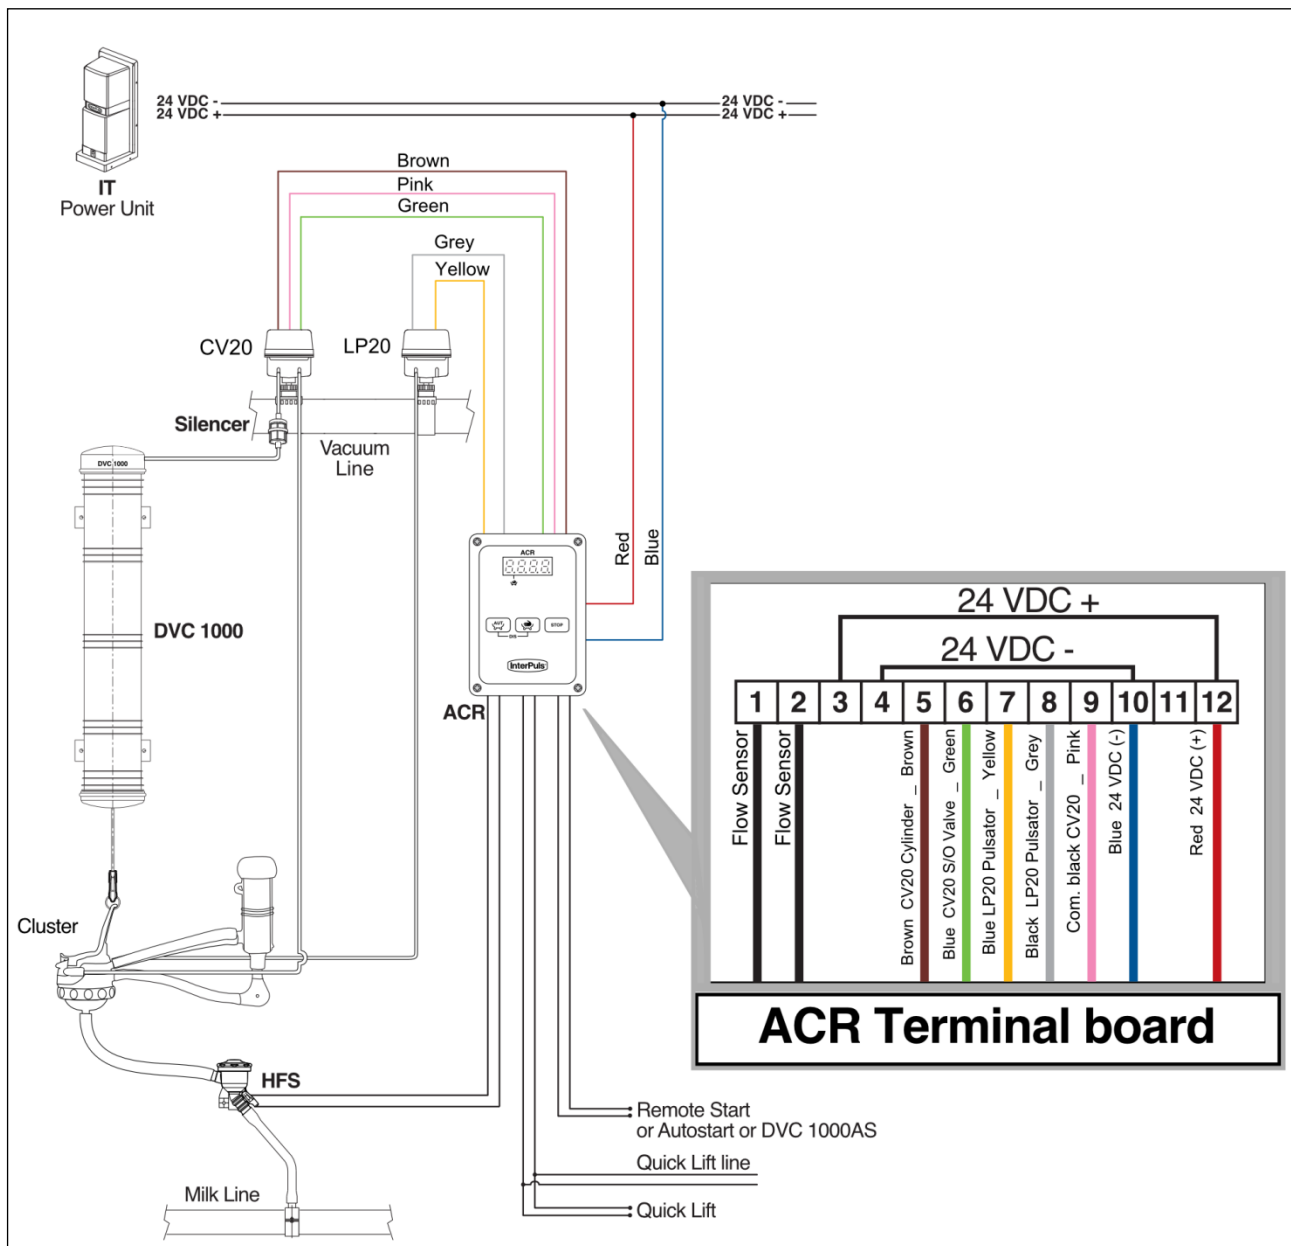 24 VDC -
24 VDC +
24 VDC -
24 VDC +
IT
Power Unit
Brown
Pink
Green
Grey
Yellow
CV20
LP20
Silencer
Vacuum
Line
DVC 1000
DVC 1000
Red
Blue
ACR
AUT
STOP
DIS
InterPuls
ACR
Cluster
HFS
Milk Line
Remote Start
or Autostart or DVC 1000AS
Quick Lift line
Quick Lift
24 VDC +
24 VDC -
1 2 3 4 5 6 7 8 9 10 11 12
Flow Sensor
Flow Sensor
Brown CV20 Cylinder _ Brown
Blue CV20 S/O Valve _ Green
Blue LP20 Pulsator _ Yellow
Black LP20 Pulsator _ Grey
Com. black CV20 _ Pink
Blue 24 VDC (-)
Red 24 VDC (+)
ACR Terminal board